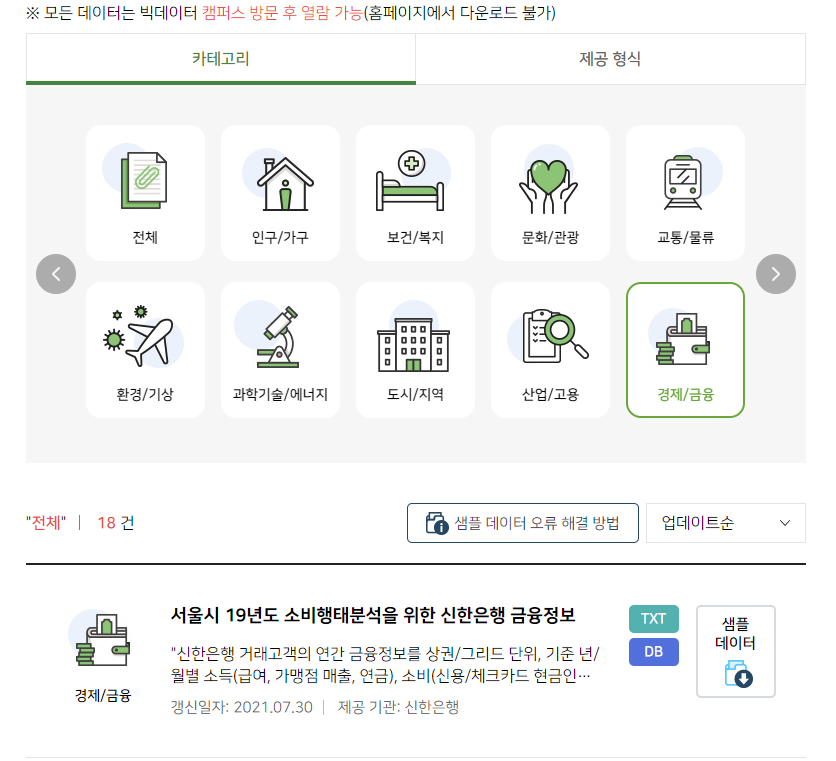 ※ 모든 데이터는 빅데이터 캠퍼스 방문 후 열람 가능(홈페이지에서 다운로드 불가)
카테고리
제공 형식
전체
인구/가구
보건/복지
문화/관광
교통/물류
환경/기상
과학기술/에너지
도시/지역
산업/고용
경제/금융
"전체" | 18 건
샘플 데이터 오류 해결 방법
업데이트순
서울시 19년도 소비행태분석을 위한 신한은행 금융정보
"신한은행 거래고객의 연간 금융정보를 상권/그리드 단위, 기준 년/
월별 소득(급여, 가맹점 매출, 연금), 소비(신용/체크카드 현금인…
갱신일자: 2021.07.30 | 제공 기관: 신한은행
경제/금융
TXT
DB
샘플
데이터